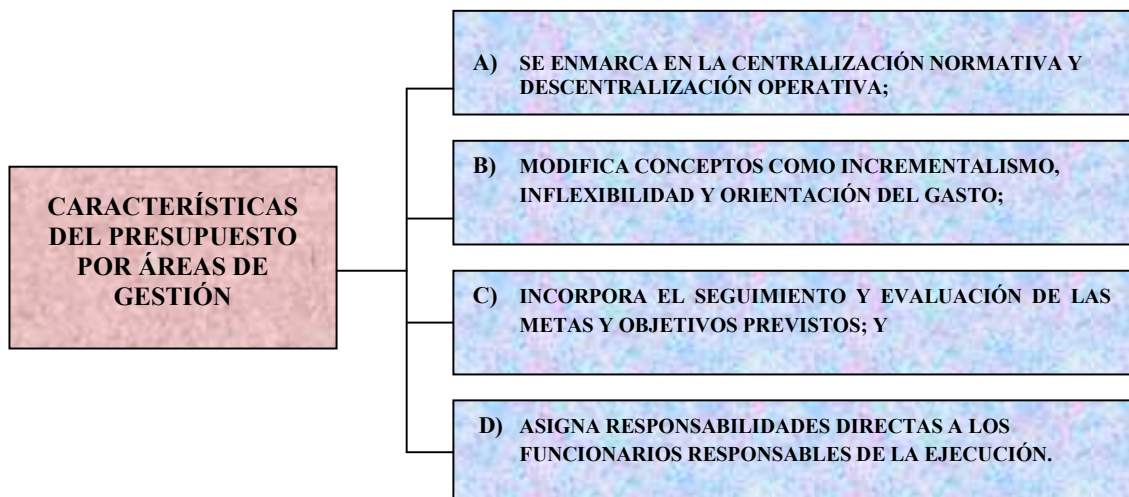 CARACTERÍSTICAS
DEL PRESUPUESTO
POR ÁREAS DE
GESTIÓN
A) SE ENMARCA EN LA CENTRALIZACIÓN NORMATIVA Y
DESCENTRALIZACIÓN OPERATIVA;
B) MODIFICA CONCEPTOS COMO INCREMENTALISMO,
INFLEXIBILIDAD Y ORIENTACIÓN DEL GASTO;
C) INCORPORA EL SEGUIMIENTO Y EVALUACIÓN DE LAS
METAS Y OBJETIVOS PREVISTOS; Y
D) ASIGNA RESPONSABILIDADES DIRECTAS A LOS
FUNCIONARIOS RESPONSABLES DE LA EJECUCIÓN.